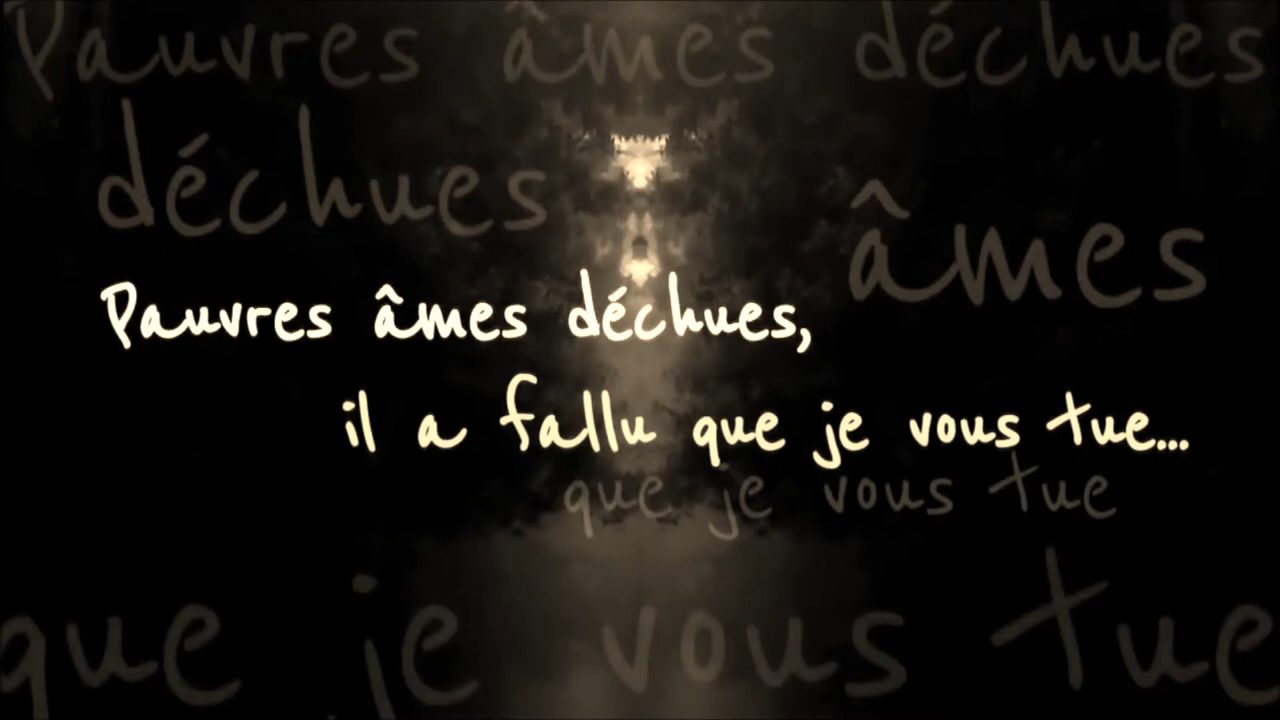 Pauvres âmes déchues
déchues
âmes
Pauvres âmes déchues,
il a fallu que je vous tue...
que je vous tue
que je vous tue